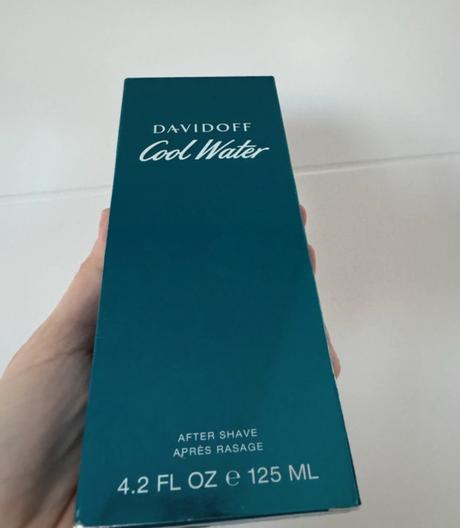 DAVIDOFF
Cool Water
AFTER SHAVE
APRÈS RASAGE
4.2 FL OZ ℮ 125 ML